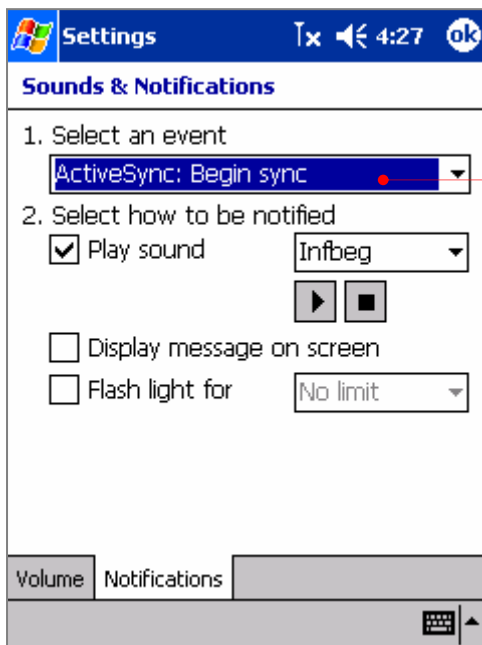 Settings 4:27 ok
Sounds & Notifications
1. Select an event
ActiveSync: Begin sync
2. Select how to be notified
Play sound Infbeg
Display message on screen
Flash light for No limit
Volume Notifications